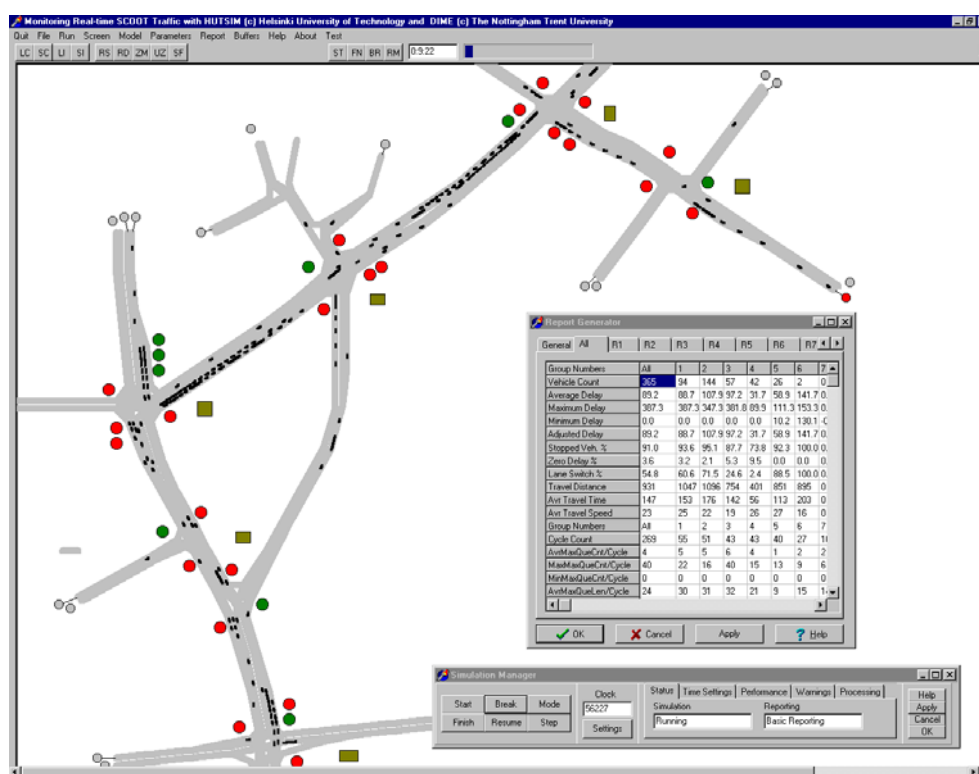 Monitoring Real-time SCOOT Traffic with HUTSIM (c) Helsinki University of Technology and DIME (c) The Nottingham Trent University
Quit File Run Screen Model Parameters Report Buffers Help About Test
LC SC LI SI RS RD ZM UZ SF ST FN BR RM 0:9:22
Report Generator
General All R1 R2 R3 R4 R5 R6 R7
Group Numbers All 1 2 3 4 5 6 7
Vehicle Count 365 94 144 57 42 26 2 0
Average Delay 89.2 88.7 107.9 97.2 31.7 58.9 141.7 0.
Maximum Delay 387.3 387.3 347.3 381.8 89.9 111.3 153.3 0.
Minimum Delay 0.0 0.0 0.0 0.0 0.0 10.2 130.1
Adjusted Delay 89.2 88.7 107.9 97.2 31.7 58.9 141.7 0.
Stopped Veh. % 91.0 93.6 95.1 87.7 73.8 92.3 100.0 0.
Zero Delay % 3.6 3.2 2.1 5.3 9.5 0.0 0.0 0.
Lane Switch % 54.8 60.6 71.5 24.6 2.4 88.5 100.0 0.
Travel Distance 931 1047 1096 754 401 851 895 0
Avr Travel Time 147 153 176 142 56 113 203 0
Avr Travel Speed 23 25 22 19 26 27 16 0
Group Numbers All 1 2 3 4 5 6 7
Cycle Count 269 55 51 43 43 40 27
AvrMaxQueCnt/Cycle 4 5 5 6 4 1 2 2
MaxMaxQueCnt/Cycle 40 22 16 40 15 13 9 6
MinMaxQueCnt/Cycle 0 0 0 0 0 0 0 0
AvrMaxQueLen/Cycle 24 30 31 32 21 9 15
OK Cancel Apply ? Help
Simulation Manager
Start Break Mode
Finish Resume Step
Clock
56227
Settings
Status Time Settings Performance Warnings Processing
Simulation Reporting
Running Basic Reporting
Help
Apply
Cancel
OK